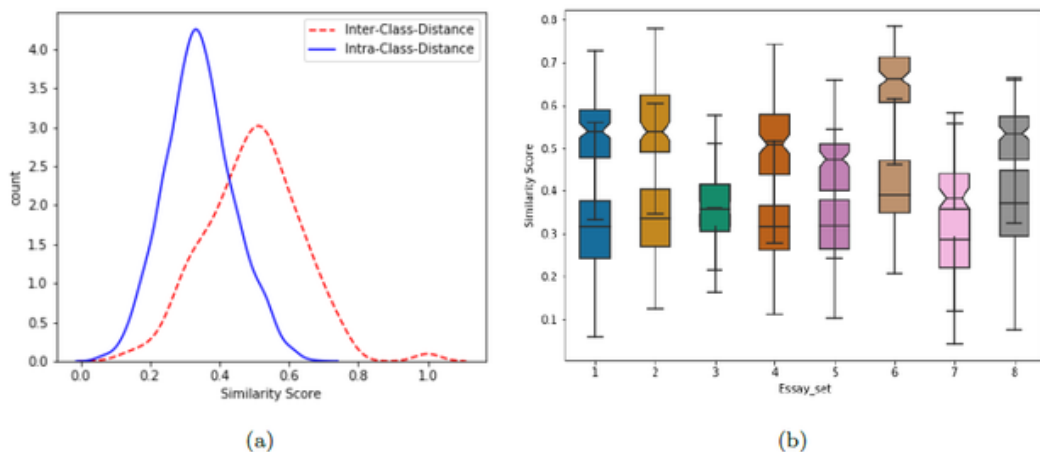 Inter-Class-Distance
Intra-Class-Distance
4.0
3.5
3.0
2.5
2.0
1.5
1.0
0.5
0.0
count
0.0 0.2 0.4 0.6 0.8 1.0
Similarity Score
(a)
0.8
0.7
0.6
0.5
0.4
0.3
0.2
0.1
Similarity Score
1 2 3 4 5 6 7 8
Essay_set
(b)